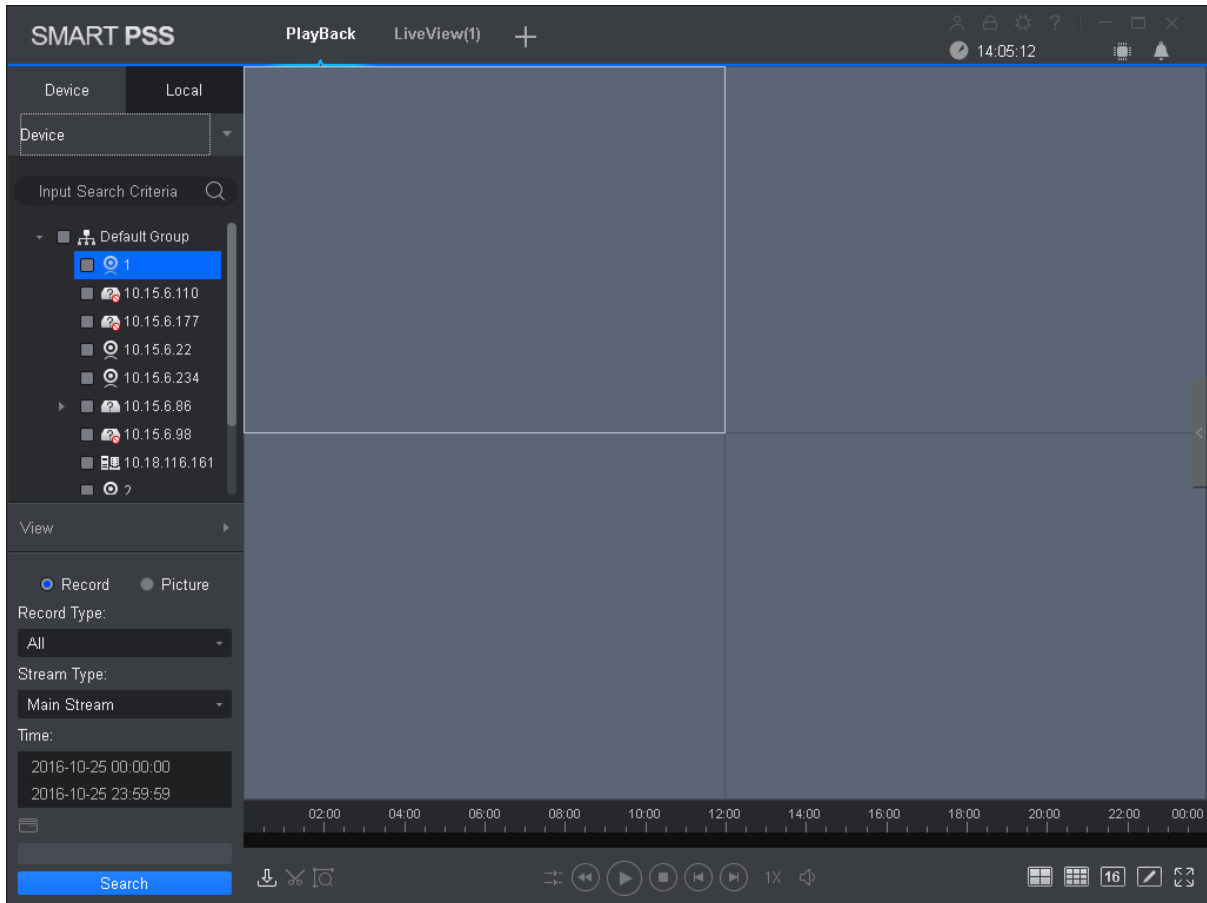 SMART PSS
PlayBack LiveView(1)
14:05:12
Device Local
Device
Input Search Criteria
Default Group
1
10.15.6.110
10.15.6.177
10.15.6.22
10.15.6.234
10.15.6.86
10.15.6.98
10.18.116.161
2
View
Record Picture
Record Type:
All
Stream Type:
Main Stream
Time:
2016-10-25 00:00:00
2016-10-25 23:59:59
Search
02:00 04:00 06:00 08:00 10:00 12:00 14:00 16:00 18:00 20:00 22:00 00:00
1X 16